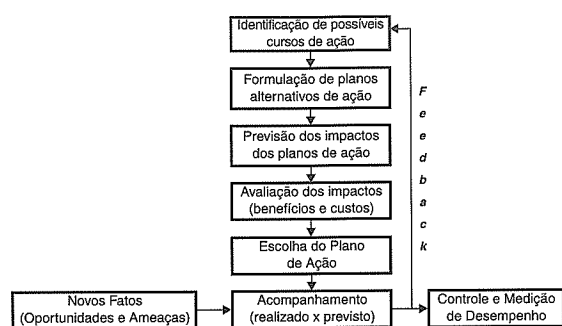 Identificação de possíveis
cursos de ação
Formulação de planos
alternativos de ação
Previsão dos impactos
dos planos de ação
Avaliação dos impactos
(benefícios e custos)
Escolha do Plano
de Ação
Novos Fatos
(Oportunidades e Ameaças)
Acompanhamento
(realizado x previsto)
Controle e Medição
de Desempenho
Feedback